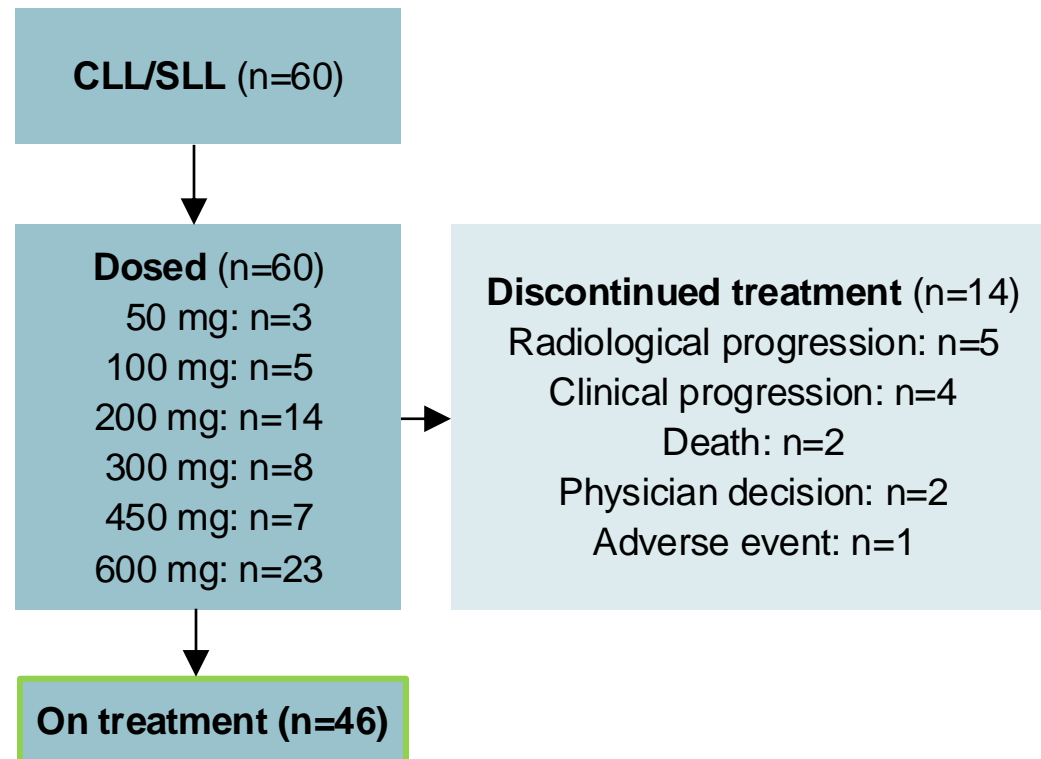 CLL/SLL (n=60)
Dosed (n=60)
50 mg: n=3
100 mg: n=5
200 mg: n=14
300 mg: n=8
450 mg: n=7
600 mg: n=23
Discontinued treatment (n=14)
Radiological progression: n=5
Clinical progression: n=4
Death: n=2
Physician decision: n=2
Adverse event: n=1
On treatment (n=46)